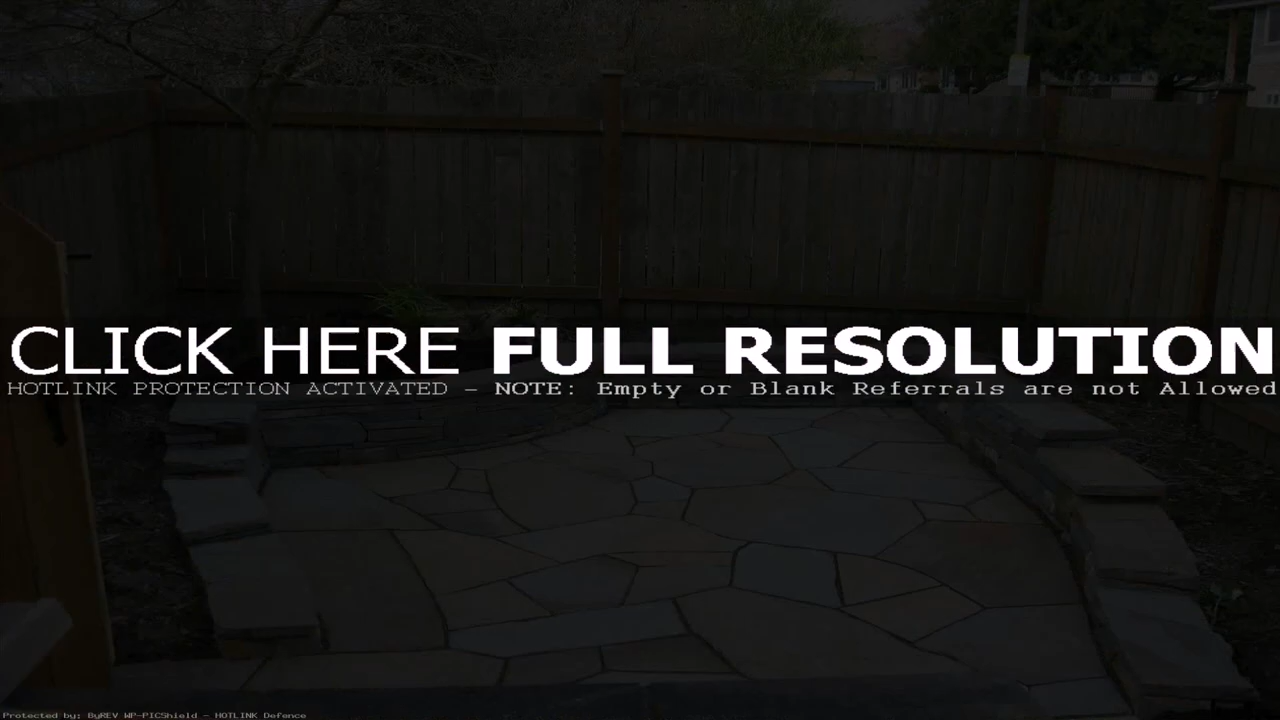 CLICK HERE FULL RESOLUTION
HOTLINK PROTECTION ACTIVATED – NOTE: Empty or Blank Referrals are not Allowed
Protected by: ByREV WP-PICShield – HOTLINK Defence